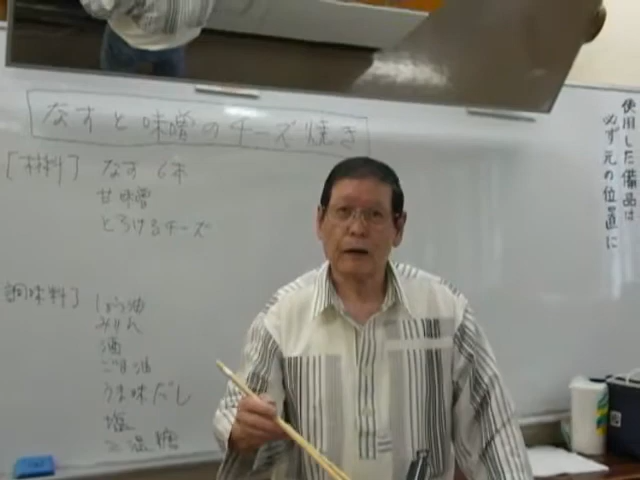 なすと味噌のチーズ焼き
[材料] なす 6本
甘味噌
とろけるチーズ
調味料] しょう油
みりん
酒
ごま油
うま味だし
塩
三温糖
使用した備品は
必ず元の位置に